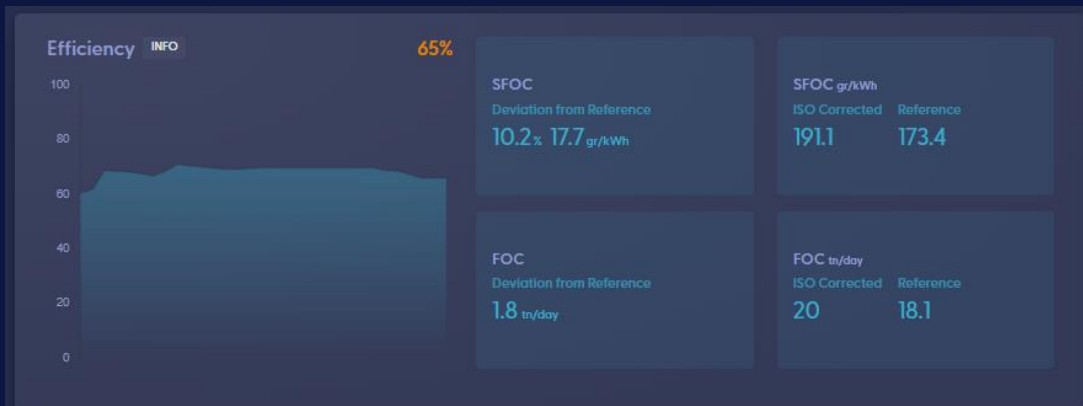 Efficiency INFO 65%
100
80
60
40
20
0
SFOC
Deviation from Reference
10.2% 17.7 gr/kWh
SFOC gr/kWh
ISO Corrected Reference
191.1 173.4
FOC
Deviation from Reference
1.8 tn/day
FOC tn/day
ISO Corrected Reference
20 18.1